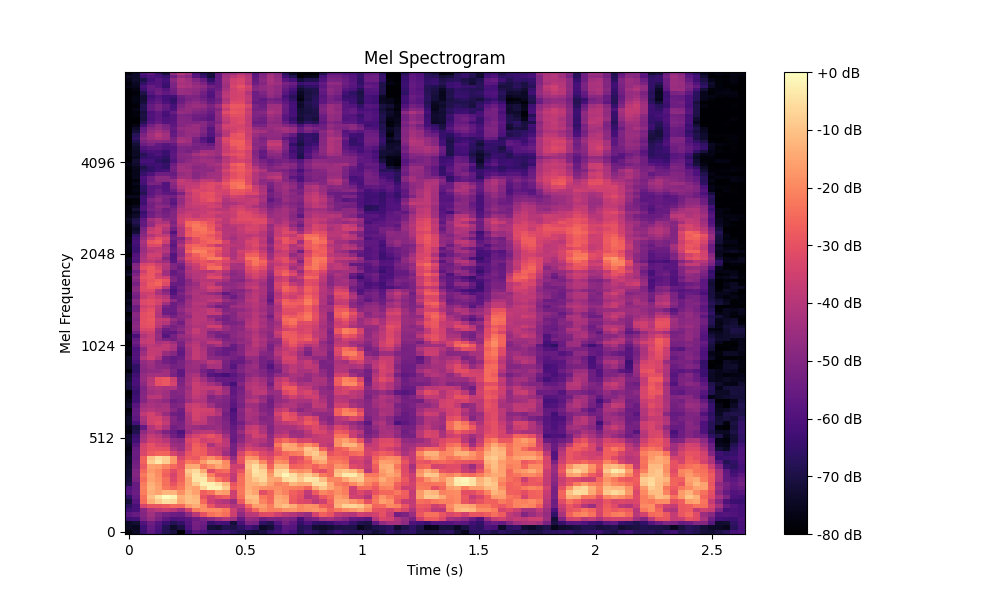 Mel Spectrogram
+0 dB
-10 dB
-20 dB
-30 dB
-40 dB
-50 dB
-60 dB
-70 dB
-80 dB
Mel Frequency
4096
2048
1024
512
0
0
0.5
1
1.5
2
2.5
Time (s)